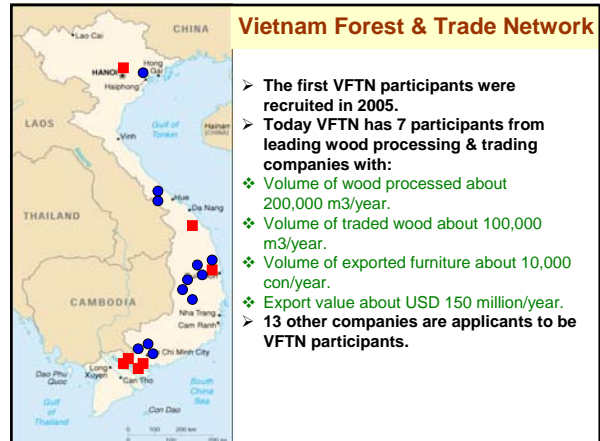 Vietnam Forest & Trade Network
➢ The first VFTN participants were
recruited in 2005.
➢ Today VFTN has 7 participants from
leading wood processing & trading
companies with:
❖ Volume of wood processed about
200,000 m3/year.
❖ Volume of traded wood about 100,000
m3/year.
❖ Volume of exported furniture about 10,000
con/year.
❖ Export value about USD 150 million/year.
➢ 13 other companies are applicants to be
VFTN participants.
CHINA
Lao Cai
HANOI
Hong
Gai
Haiphong
LAOS
Gulf of
Tonkin
Hainan
(CHINA)
Vinh
Hue
Da Nang
THAILAND
CAMBODIA
Nha Trang
Cam Ranh
Chi Minh City
Dao Phu
Quoc
Long
Xuyen
Can Tho
South
China
Sea
Gulf of
Thailand
Con Dao